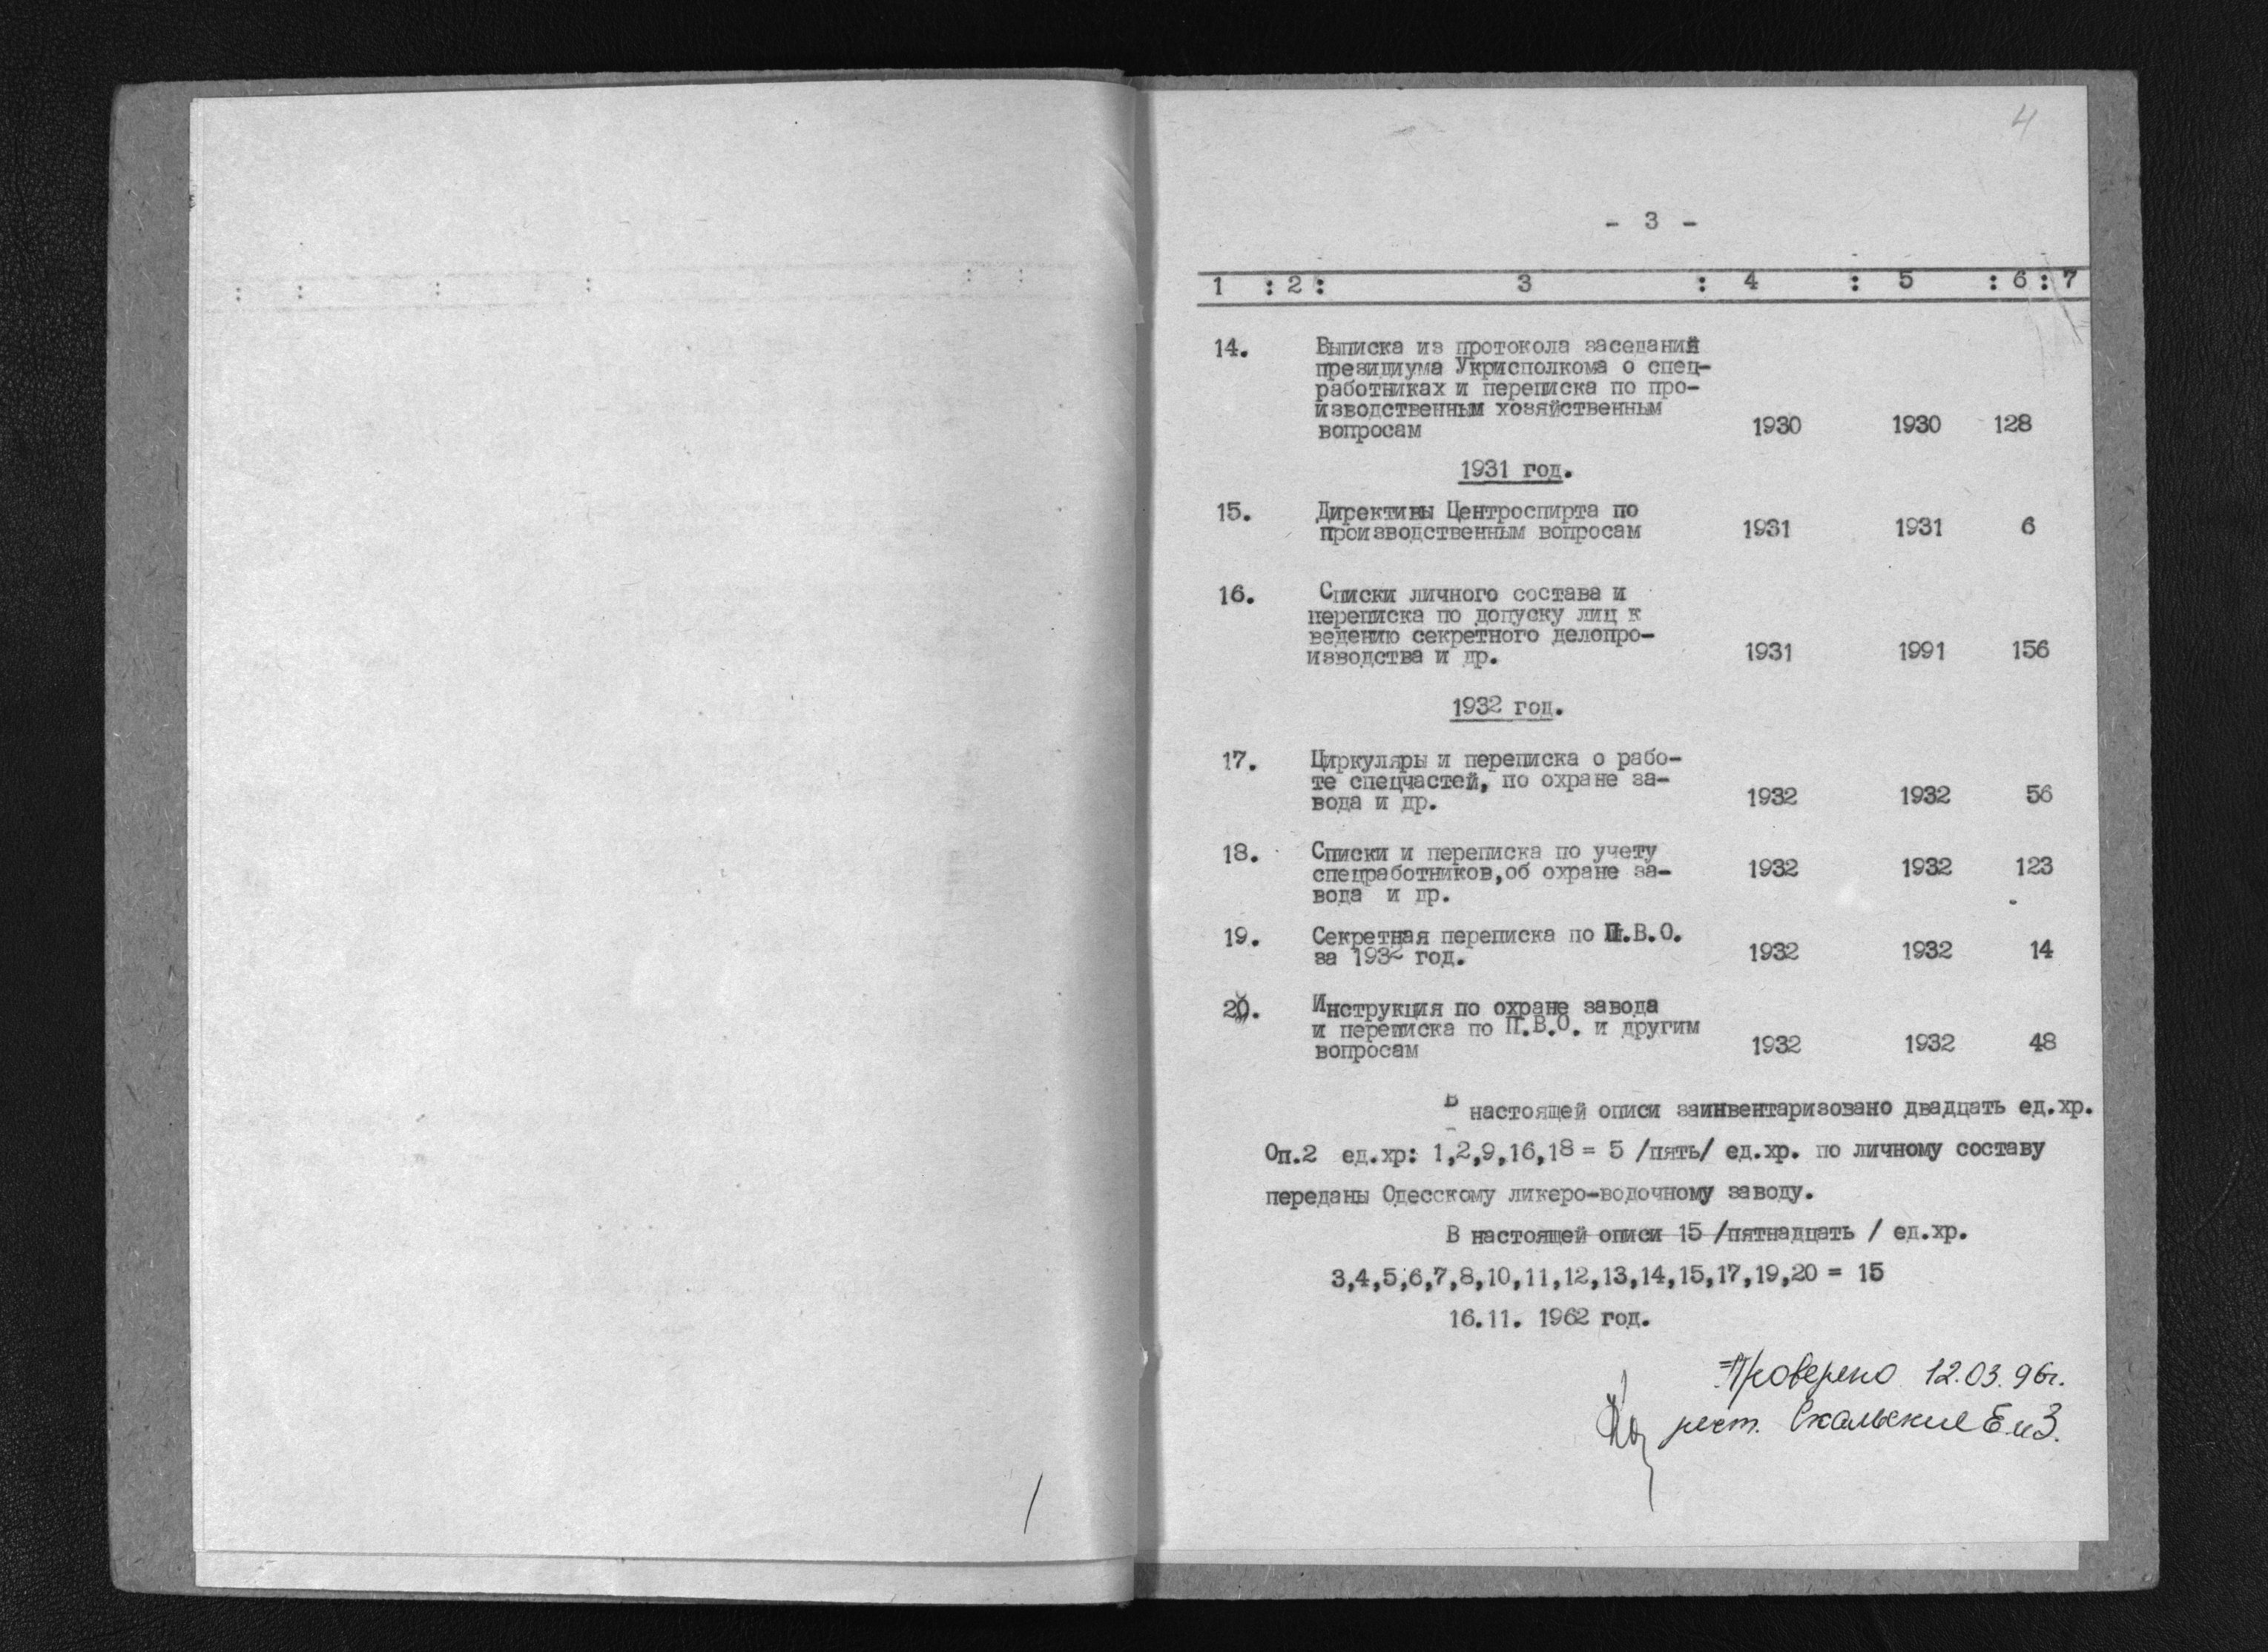 4
- 3 -
1 : 2 : 3 : 4 : 5 : 6 : 7
14. Выписка из протокола заседаний
президиума Укрисполкома о спец-
работниках и переписка по про-
изводственным хозяйственным
вопросам 1930 1930 128
1931 год.
15. Директивы Центроспирта по
производственным вопросам 1931 1931 6
16. Списки личного состава и
переписка по допуску лиц к
ведению секретного делопро-
изводства и др. 1931 1991 156
1932 год.
17. Циркуляры и переписка о рабо-
те спецчастей, по охране за-
вода и др. 1932 1932 56
18. Списки и переписка по учету
спецработников,об охране за- 1932 1932 123
вода и др.
19. Секретная переписка по П.В.О.
за 1932 год. 1932 1932 14
20. Инструкция по охране завода
и переписка по П.В.О. и другим
вопросам 1932 1932 48
В настоящей описи заинвентаризовано двадцать ед.хр.
Оп.2 ед.хр: 1,2,9,16,18 = 5 /пять/ ед.хр. по личному составу
переданы Одесскому ликеро-водочному заводу.
В настоящей описи 15 /пятнадцать / ед.хр.
3,4,5,6,7,8,10,11,12,13,14,15,17,19,20 = 15
16.11. 1962 год.
Проверено 12.03.96г.
Скальские Е и З.